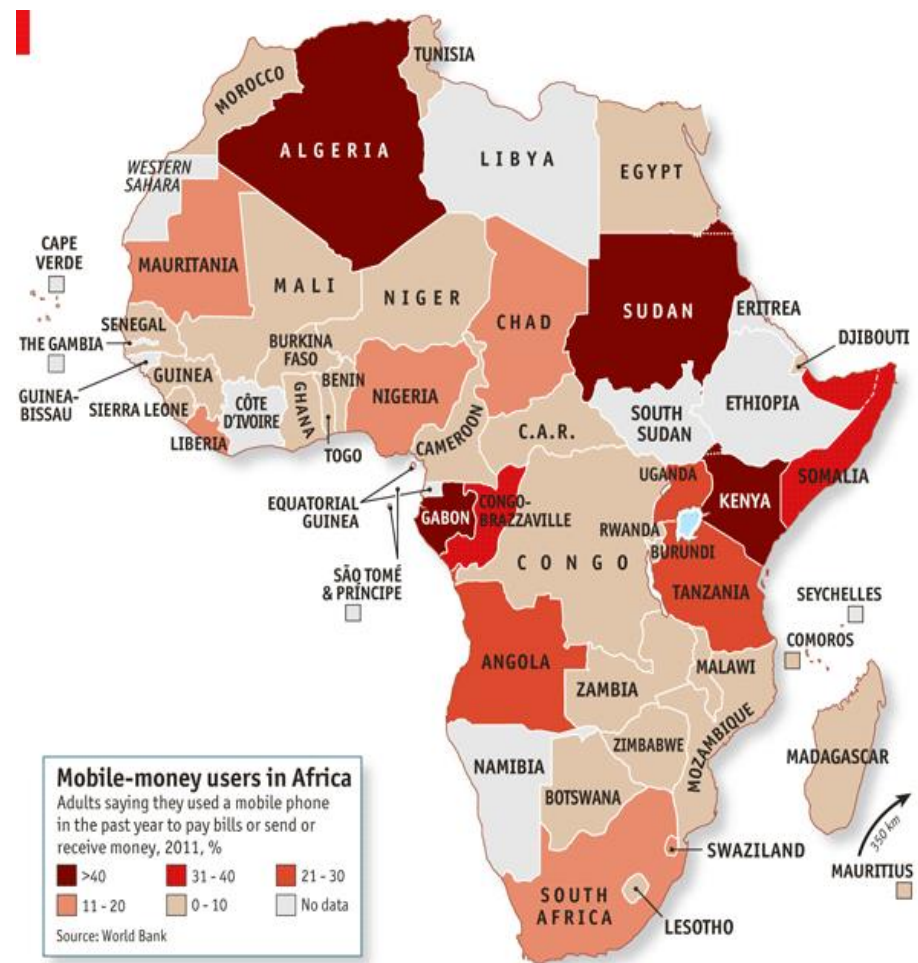 TUNISIA
MOROCCO
ALGERIA
LIBYA
EGYPT
WESTERN
SAHARA
CAPE
VERDE
MAURITANIA
MALI
NIGER
CHAD
SUDAN
ERITREA
DJIBOUTI
SENEGAL
THE GAMBIA
GUINEA-
BISSAU
GUINEA
SIERRA LEONE
LIBERIA
CÔTE
D'IVOIRE
BURKINA
FASO
GHANA
BENIN
TOGO
NIGERIA
CAMEROON
C.A.R.
SOUTH
SUDAN
ETHIOPIA
SOMALIA
UGANDA
KENYA
EQUATORIAL
GUINEA
GABON
CONGO-
BRAZZAVILLE
RWANDA
BURUNDI
CONGO
SÃO TOMÉ
& PRÍNCIPE
TANZANIA
SEYCHELLES
COMOROS
ANGOLA
ZAMBIA
MALAWI
MOZAMBIQUE
ZIMBABWE
NAMIBIA
BOTSWANA
MADAGASCAR
350 km
MAURITIUS
SWAZILAND
SOUTH
AFRICA
LESOTHO
Mobile-money users in Africa
Adults saying they used a mobile phone
in the past year to pay bills or send or
receive money, 2011, %
>40 31 - 40 21 - 30
11 - 20 0 - 10 No data
Source: World Bank